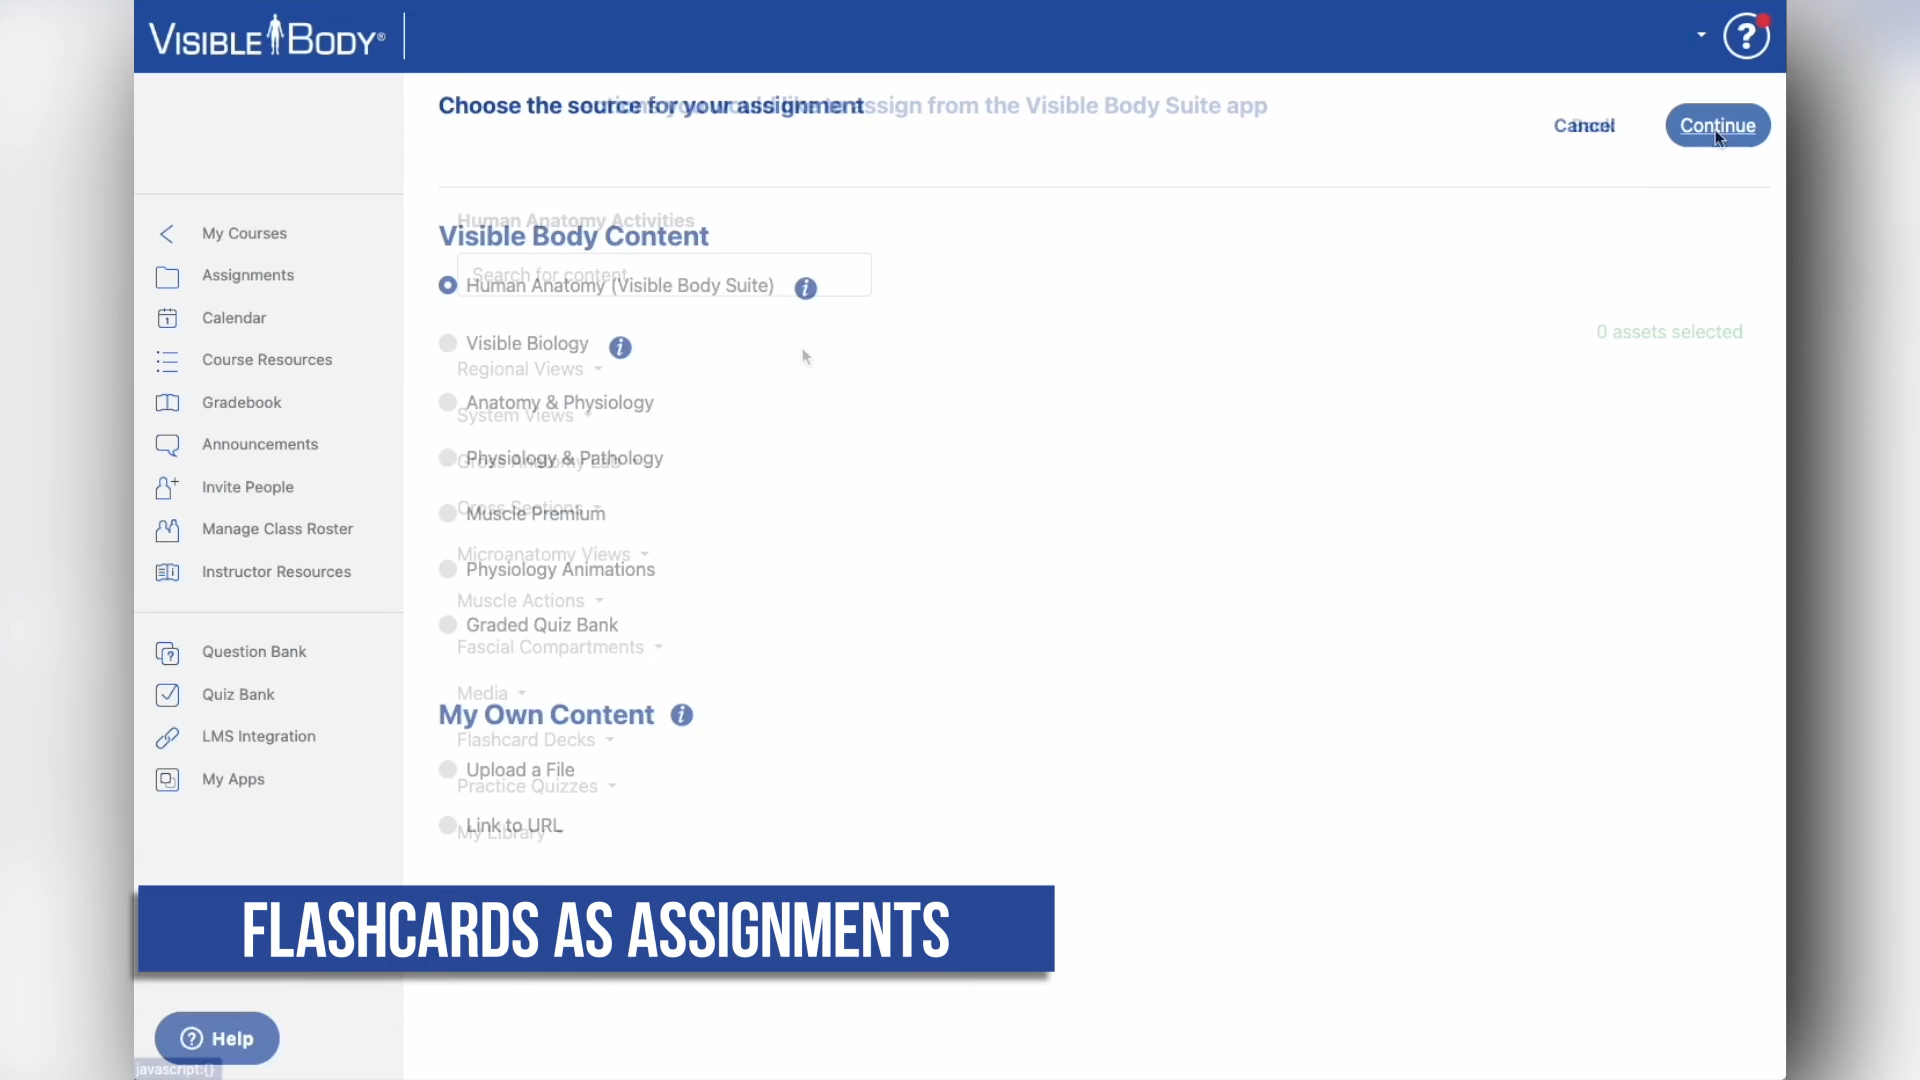 VISIBLE BODY®
Choose the source for your assignment
assign from the Visible Body Suite app
Cancel
Continue
My Courses
Assignments
Calendar
Course Resources
Gradebook
Announcements
Invite People
Manage Class Roster
Instructor Resources
Question Bank
Quiz Bank
LMS Integration
My Apps
Human Anatomy Activities
Visible Body Content
Search for content
Human Anatomy (Visible Body Suite)
0 assets selected
Visible Biology
Regional Views
Anatomy & Physiology
System Views
Physiology & Pathology
Gross Anatomy Lab
Cross Sections
Muscle Premium
Microanatomy Views
Physiology Animations
Muscle Actions
Graded Quiz Bank
Fascial Compartments
Media
My Own Content
Flashcard Decks
Upload a File
Practice Quizzes
Link to URL
My Library
FLASHCARDS AS ASSIGNMENTS
Help
javascript:{}